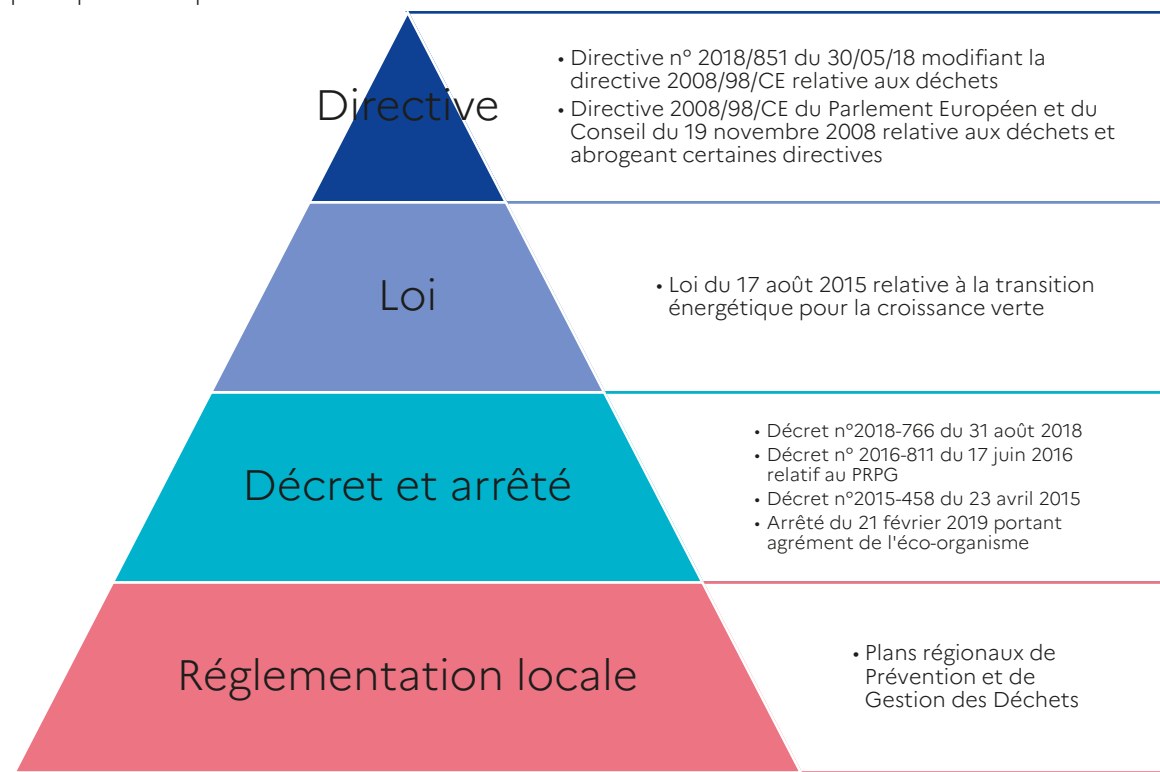 Directive
• Directive n° 2018/851 du 30/05/18 modifiant la
directive 2008/98/CE relative aux déchets
• Directive 2008/98/CE du Parlement Européen et du
Conseil du 19 novembre 2008 relative aux déchets et
abrogeant certaines directives
Loi
• Loi du 17 août 2015 relative à la transition
énergétique pour la croissance verte
Décret et arrêté
• Décret n°2018-766 du 31 août 2018
• Décret n° 2016-811 du 17 juin 2016
relatif au PRPG
• Décret n°2015-458 du 23 avril 2015
• Arrêté du 21 février 2019 portant
agrément de l'éco-organisme
Réglementation locale
• Plans régionaux de
Prévention et de
Gestion des Déchets